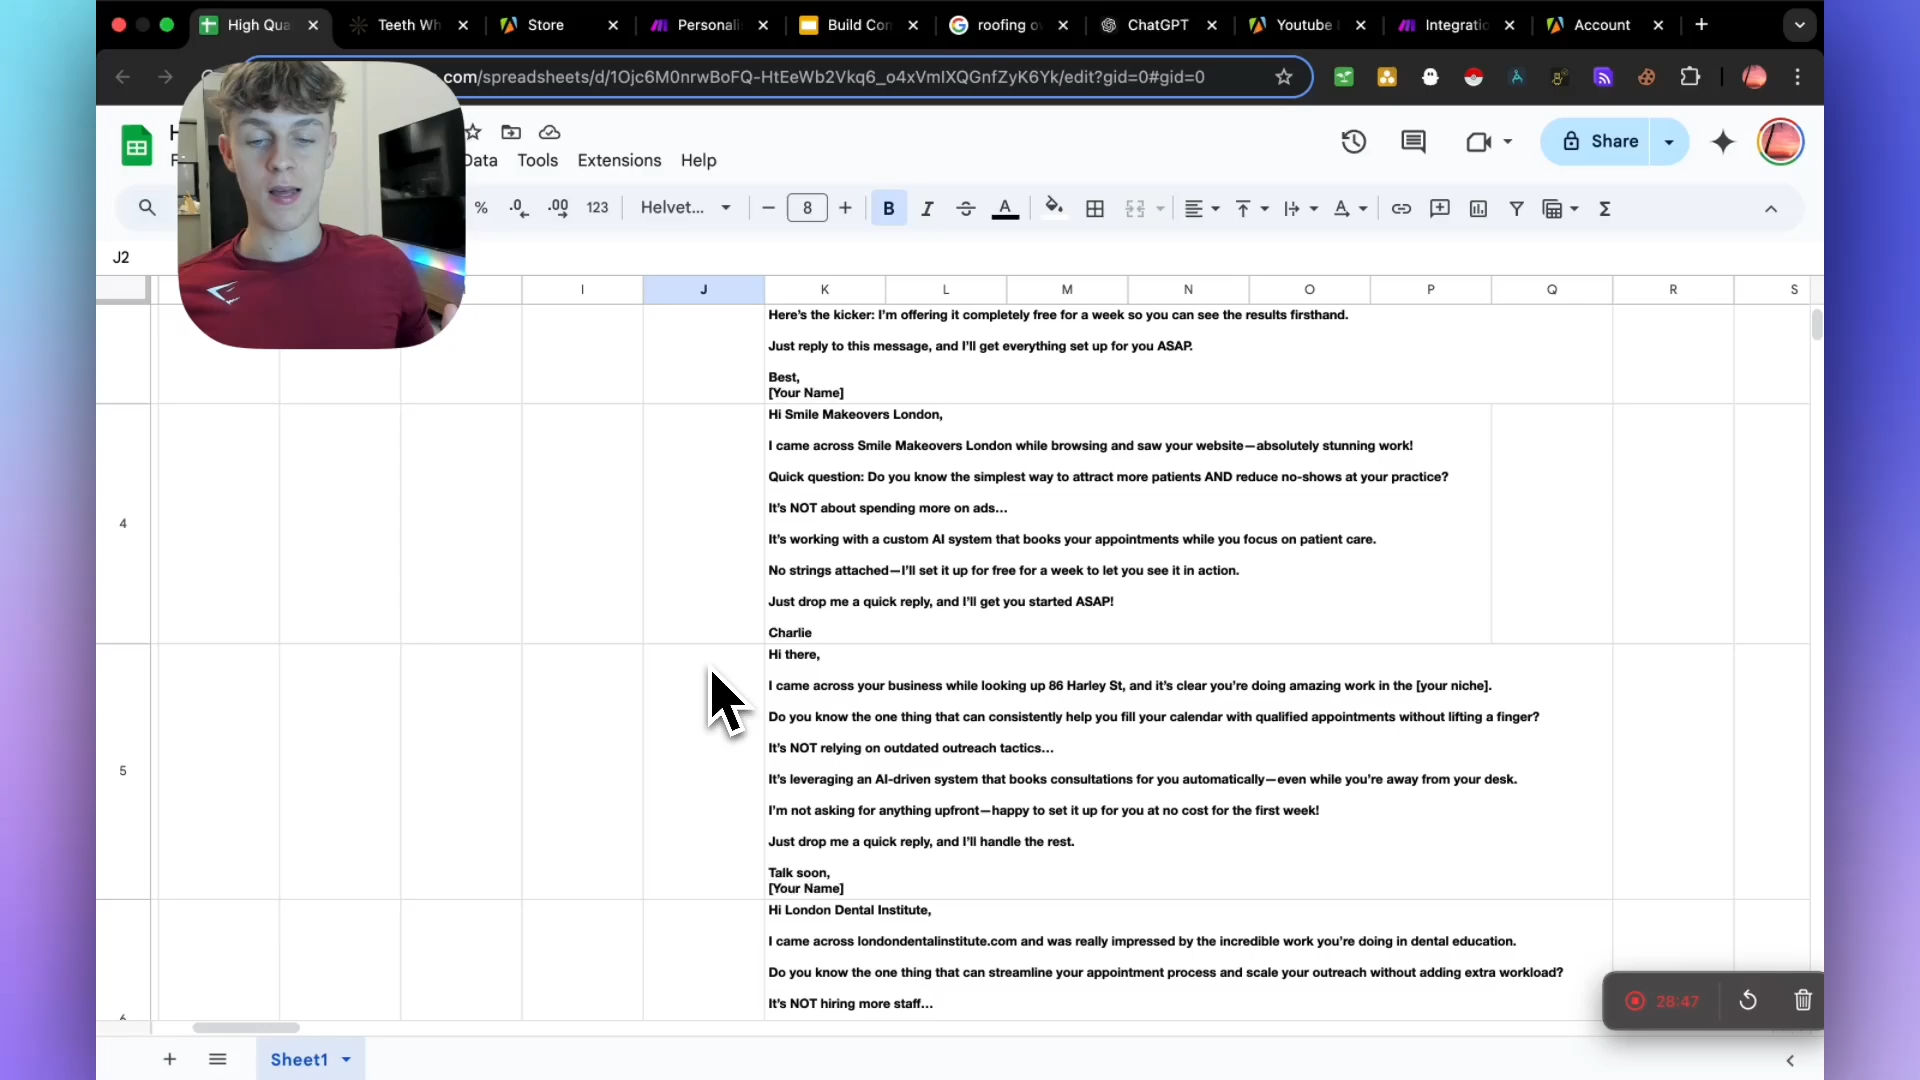 High Qua
Teeth Wh
Store
Personali
Build Con
roofing o
ChatGPT
Youtube
Integratio
Account
com/spreadsheets/d/1Ojc6M0nrwBoFQ-HtEeWb2Vkq6_o4xVmIXQGnfZyK6Yk/edit?gid=0#gid=0
H
F
Data
Tools
Extensions
Help
Share
%
.0
.00
123
Helvet...
8
B
I
A
A
Σ
J2
I
J
K
L
M
N
O
P
Q
R
S
Here's the kicker: I'm offering it completely free for a week so you can see the results firsthand.
Just reply to this message, and I'll get everything set up for you ASAP.
Best,
[Your Name]
4
Hi Smile Makeovers London,
I came across Smile Makeovers London while browsing and saw your website—absolutely stunning work!
Quick question: Do you know the simplest way to attract more patients AND reduce no-shows at your practice?
It's NOT about spending more on ads…
It's working with a custom AI system that books your appointments while you focus on patient care.
No strings attached—I'll set it up for free for a week to let you see it in action.
Just drop me a quick reply, and I'll get you started ASAP!
Charlie
5
Hi there,
I came across your business while looking up 86 Harley St, and it's clear you're doing amazing work in the [your niche].
Do you know the one thing that can consistently help you fill your calendar with qualified appointments without lifting a finger?
It's NOT relying on outdated outreach tactics…
It's leveraging an AI-driven system that books consultations for you automatically—even while you're away from your desk.
I'm not asking for anything upfront—happy to set it up for you at no cost for the first week!
Just drop me a quick reply, and I'll handle the rest.
Talk soon,
[Your Name]
Hi London Dental Institute,
I came across londondentalinstitute.com and was really impressed by the incredible work you're doing in dental education.
Do you know the one thing that can streamline your appointment process and scale your outreach without adding extra workload?
It's NOT hiring more staff…
28:47
Sheet1